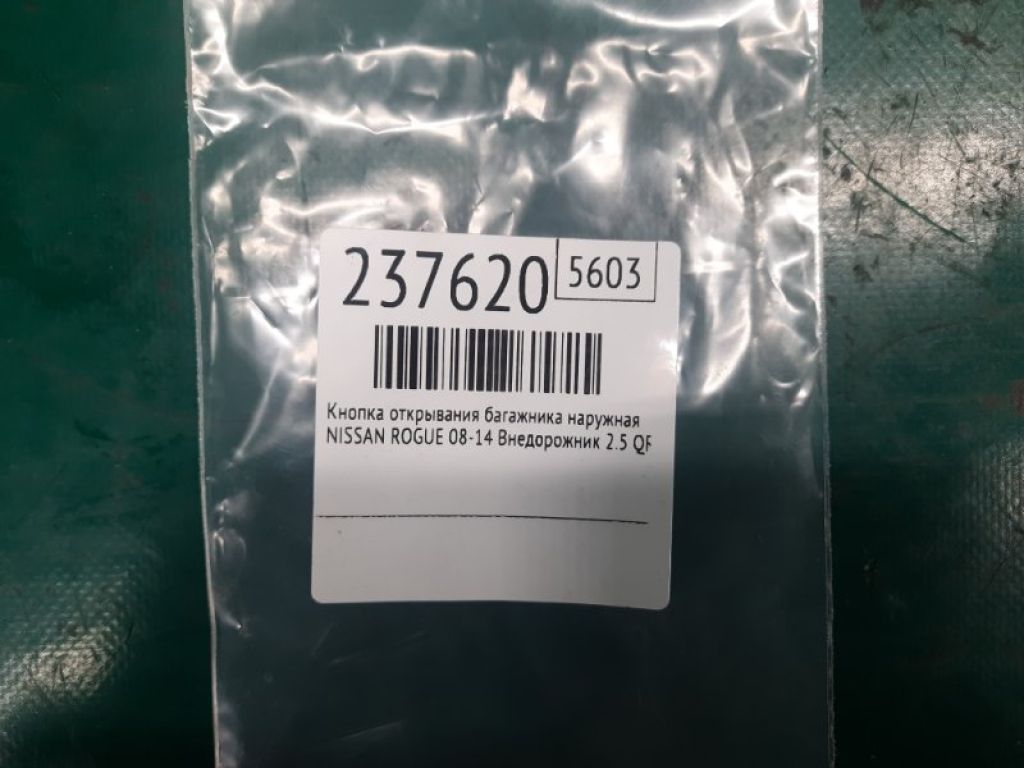 237620 5603
Кнопка открывания багажника наружная
NISSAN ROGUE 08-14 Внедорожник 2.5